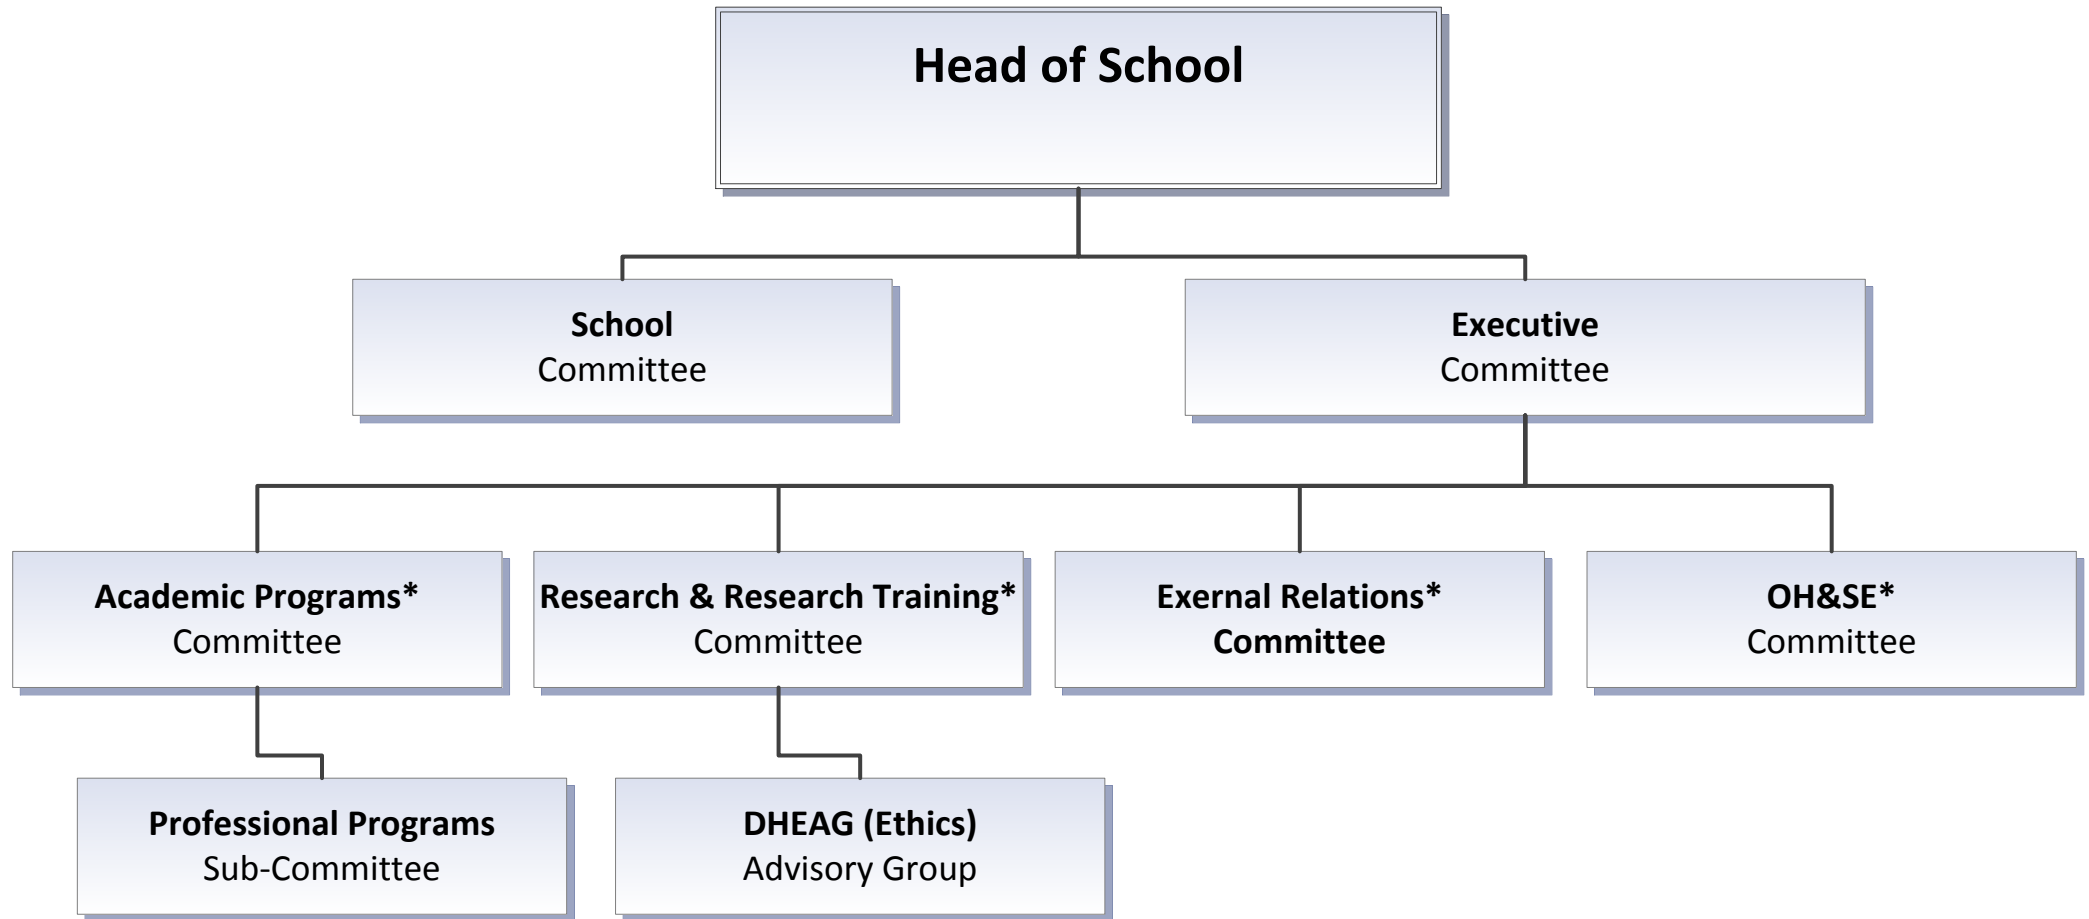 Head of School
School
Committee
Executive
Committee
Academic Programs*
Committee
Research & Research Training*
Committee
Exernal Relations*
Committee
OH&SE*
Committee
Professional Programs
Sub-Committee
DHEAG (Ethics)
Advisory Group